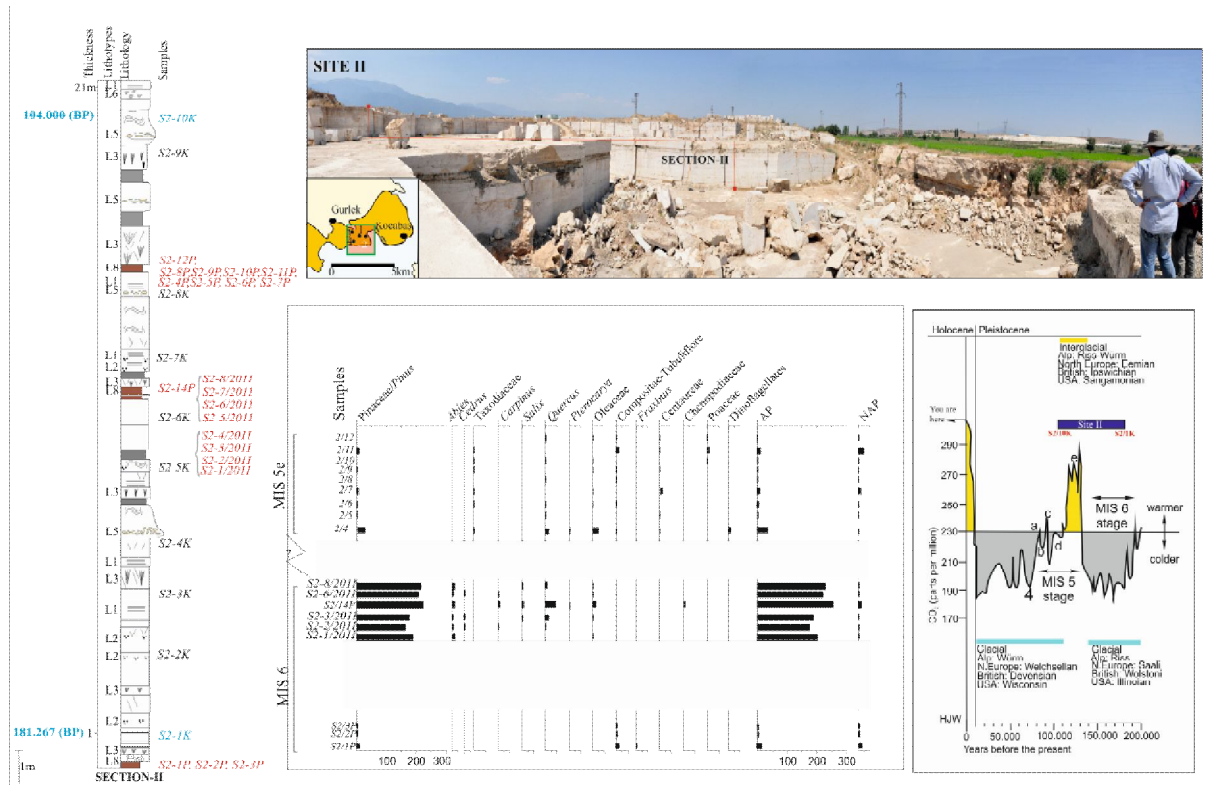 Thickness
Lithotypes
Lithology
Samples
21m
L1
L6
104.000 (BP)
S2-10K
L5
L3
S2-9K
L5
L3
S2-12P,
L8
S2-8P,S2-9P,S2-10P,S2-11P,
L1
S2-4P,S2-5P, S2-6P, S2-7P
L5
S2-8K
L1
S2-7K
L2
L3
S2-8/2011
L8
S2-14P
S2-7/2011
S2-6/2011
S2-6K
S2-5/2011
S2-4/2011
S2-3/2011
S2-2/2011
S2-5K
S2-1/2011
L3
L5
S2-4K
L1
L3
S2-3K
L1
L2
L2
S2-2K
L3
L2
181.267 (BP)
1
S2-1K
L3
L8
S2-1P, S2-2P, S2-3P
1m
SECTION-II
SITE II
SECTION-II
Gurlek
Kocabaş
0
5km
Samples
Pinaceae/Pinus
Abies
Cedrus
Taxodiaceae
Carpinus
Salix
Quercus
Pterocarya
Oleaceae
Compositae-Tubuliflore
Fraxinus
Centaureae
Chenopodiaceae
Poaceae
Dinoflagellates
AP
NAP
MIS 5e
2/12
2/11
2/10
2/9
2/8
2/7
2/6
2/5
2/4
?
MIS 6
S2-8/2011
S2-6/2011
S2/14P
S2-3/2011
S2-2/2011
S2-1/2011
S2/3P
S2/2P
S2/1P
100 200 300
100 200 300
Holocene Pleistocene
Interglacial
Alp: Riss Wurm
North Europe: Eemian
British: Ipswichian
USA: Sangamonian
You are
here
Site II
S2/10K
S2/1K
290
270
250
230
210
190
170
CO₂ (parts per million)
e
c
a
b
d
4
MIS 6
stage
MIS 5
stage
warmer
colder
Glacial
Alp: Würm
N.Europe: Weichselian
British: Devensian
USA: Wisconsin
Glacial
Alp: Riss
N.Europe: Saali
British: Wolstoni
USA: Illinoian
HJW
0 50.000 100.000 150.000 200.000
Years before the present